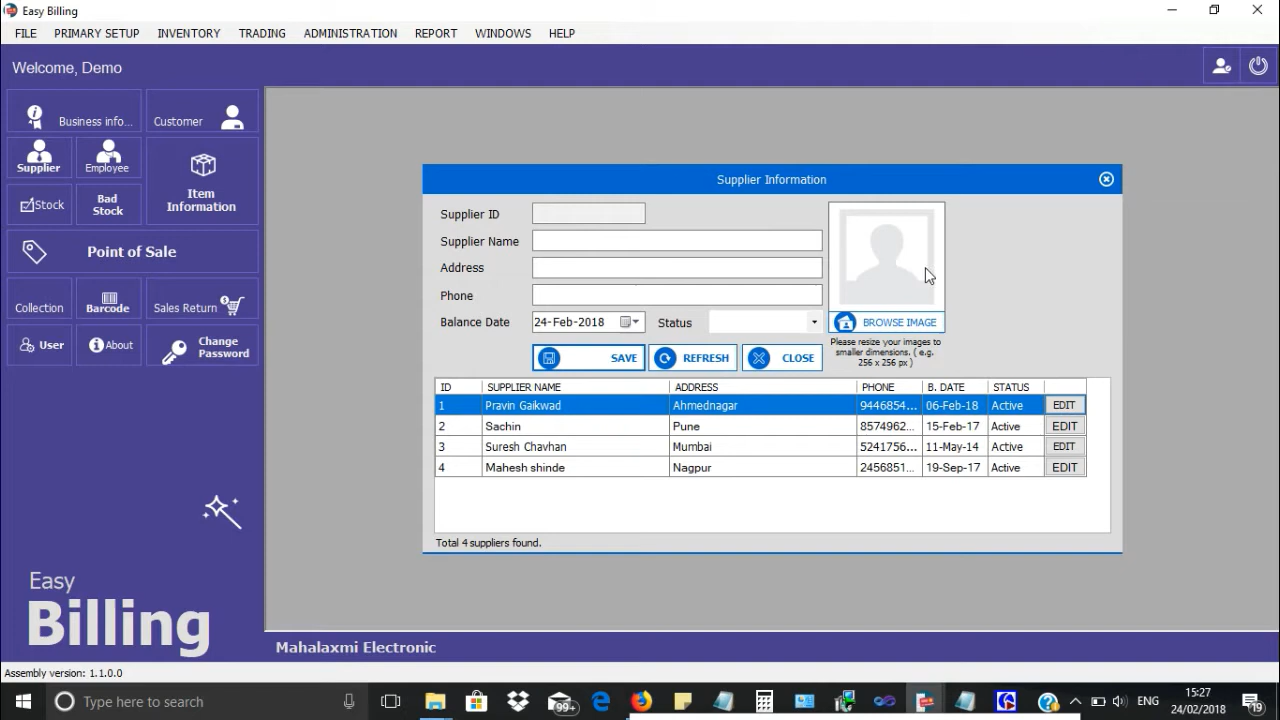 Easy Billing
FILE PRIMARY SETUP INVENTORY TRADING ADMINISTRATION REPORT WINDOWS HELP
Welcome, Demo
Business info...
Customer
Supplier
Employee
Item
Information
Stock
Bad
Stock
Point of Sale
Collection
Barcode
Sales Return
User
About
Change
Password
Easy
Billing
Supplier Information
Supplier ID
Supplier Name
Address
Phone
Balance Date 24-Feb-2018 Status
BROWSE IMAGE
Please resize your images to
smaller dimensions. ( e.g.
256 x 256 px )
SAVE REFRESH CLOSE
ID SUPPLIER NAME ADDRESS PHONE B. DATE STATUS
1 Pravin Gaikwad Ahmednagar 9446854... 06-Feb-18 Active EDIT
2 Sachin Pune 8574962... 15-Feb-17 Active EDIT
3 Suresh Chavhan Mumbai 5241756... 11-May-14 Active EDIT
4 Mahesh shinde Nagpur 2456851... 19-Sep-17 Active EDIT
Total 4 suppliers found.
Mahalaxmi Electronic
Assembly version: 1.1.0.0
Type here to search
99+
ENG
15:27
24/02/2018
19